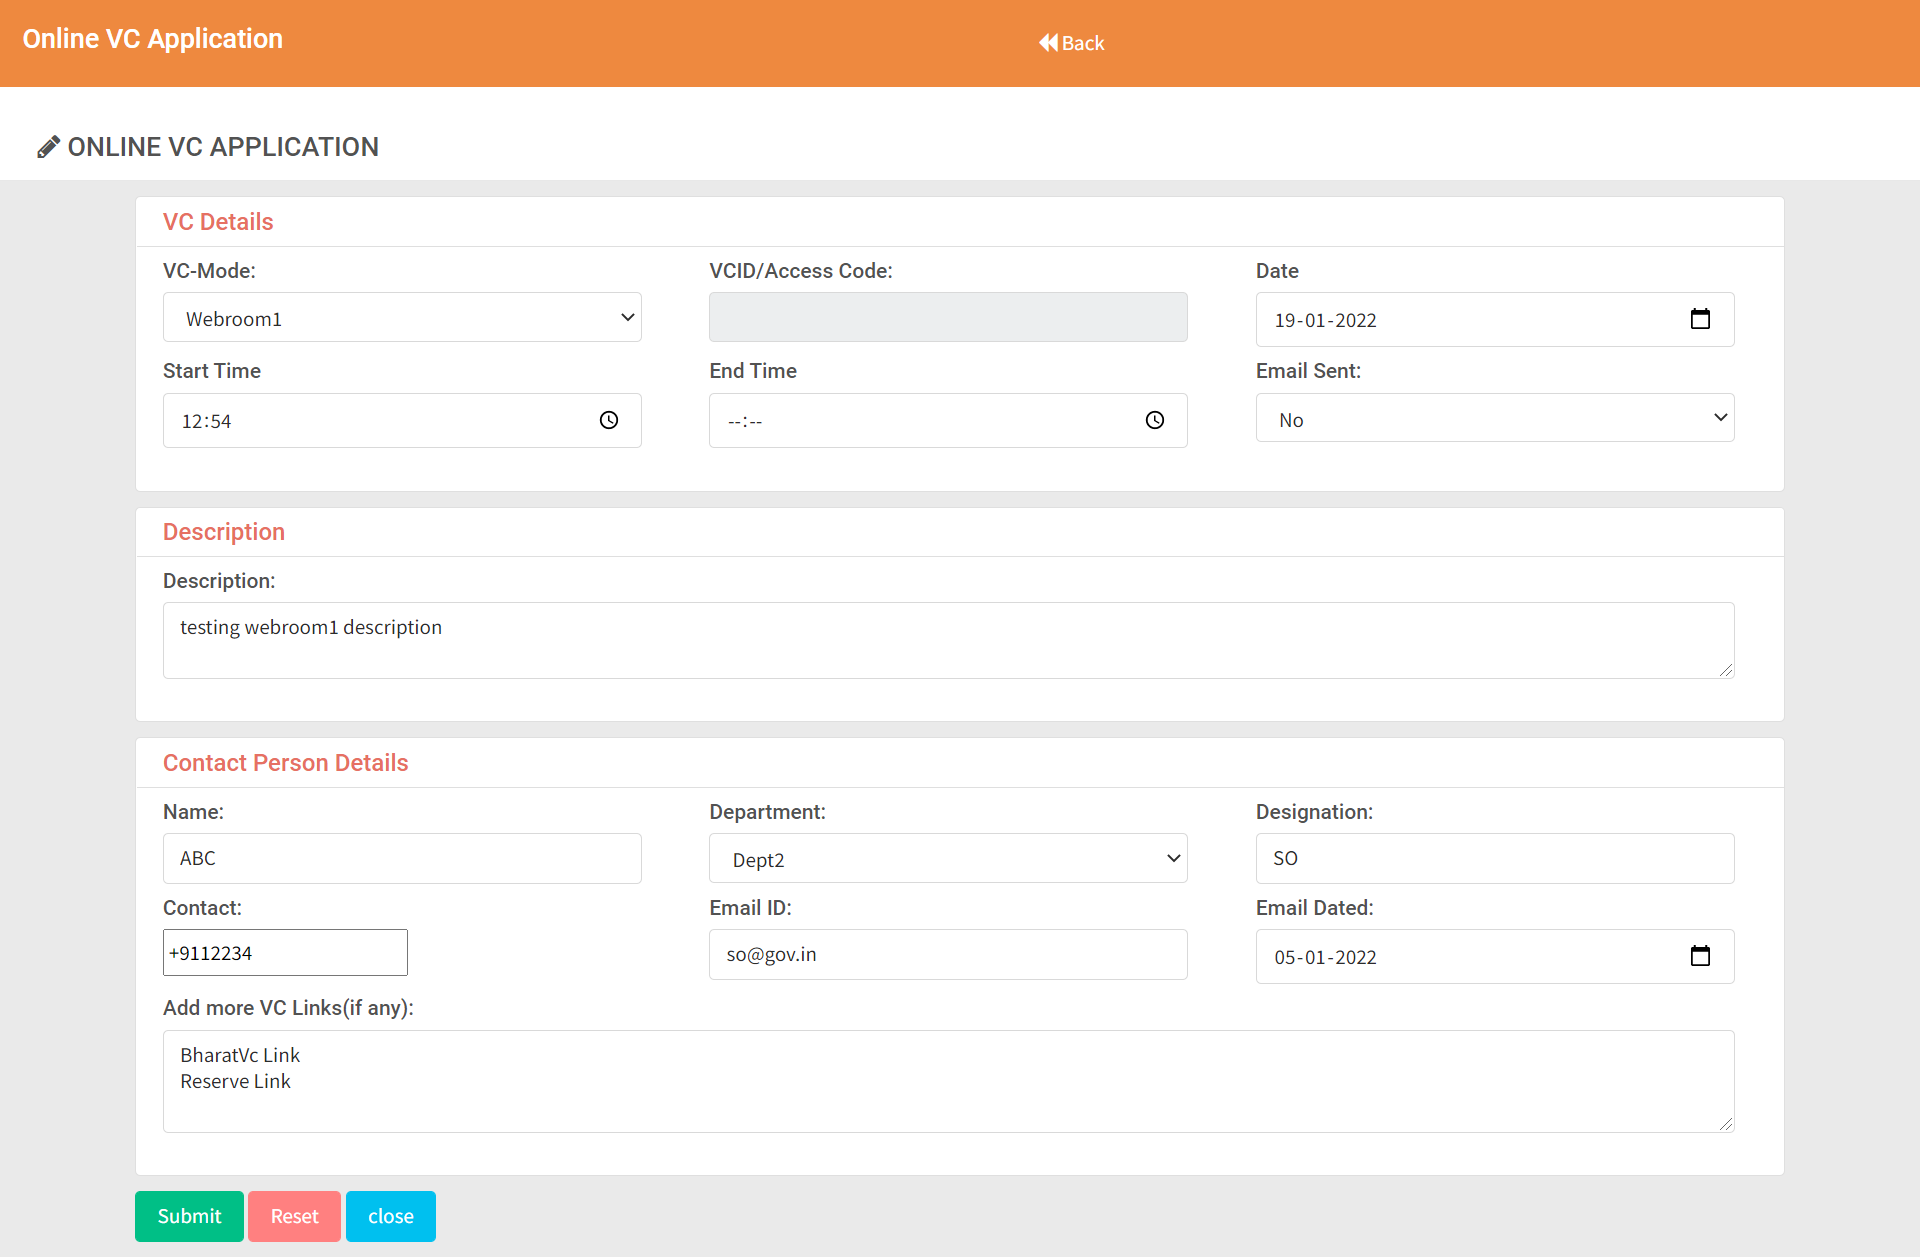 Online VC Application
Back
ONLINE VC APPLICATION
VC Details
VC-Mode:
VCID/Access Code:
Date
Webroom1
19-01-2022
Start Time
End Time
Email Sent:
12:54
--:--
No
Description
Description:
testing webroom1 description
Contact Person Details
Name:
Department:
Designation:
ABC
Dept2
SO
Contact:
Email ID:
Email Dated:
+9112234
so@gov.in
05-01-2022
Add more VC Links(if any):
BharatVc Link
Reserve Link
Submit
Reset
close